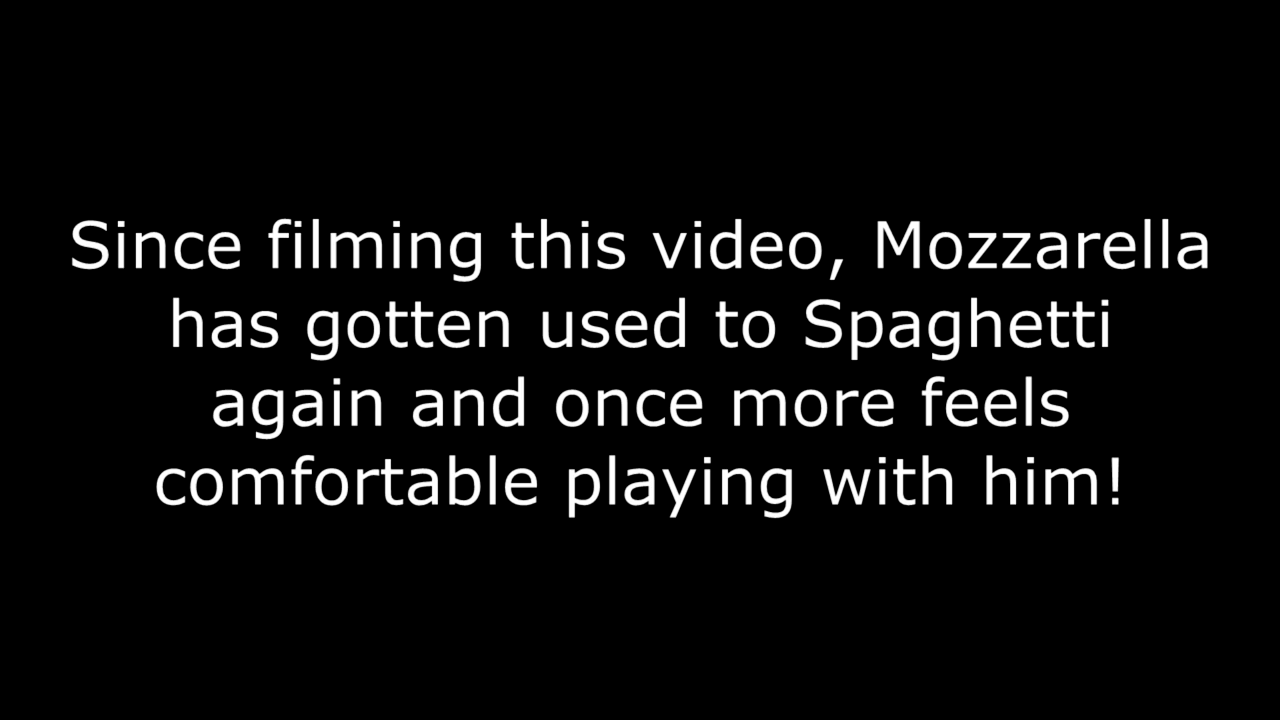 Since filming this video, Mozzarella
has gotten used to Spaghetti
again and once more feels
comfortable playing with him!